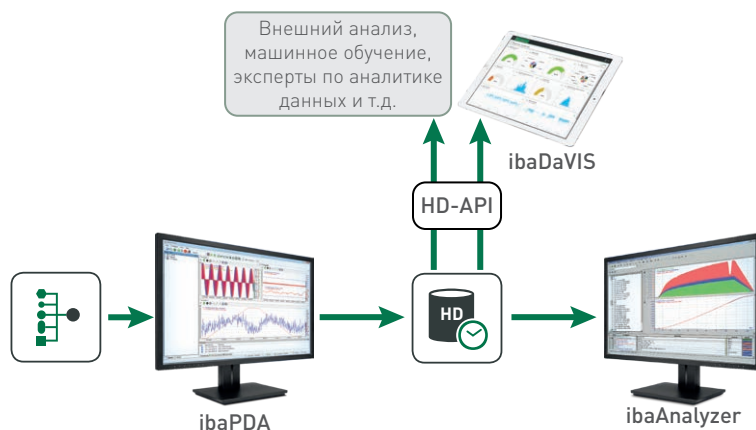 Внешний анализ,
машинное обучение,
эксперты по аналитике
данных и т.д.
ibaDaVIS
HD-API
HD
ibaPDA
ibaAnalyzer